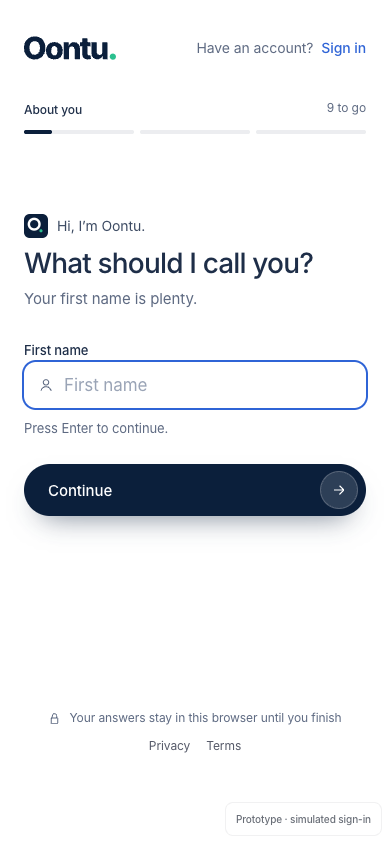 Oontu.
Have an account? Sign in
About you
9 to go
O.
Hi, I’m Oontu.
What should I call you?
Your first name is plenty.
First name
First name
Press Enter to continue.
Continue
Your answers stay in this browser until you finish
Privacy Terms
Prototype · simulated sign-in